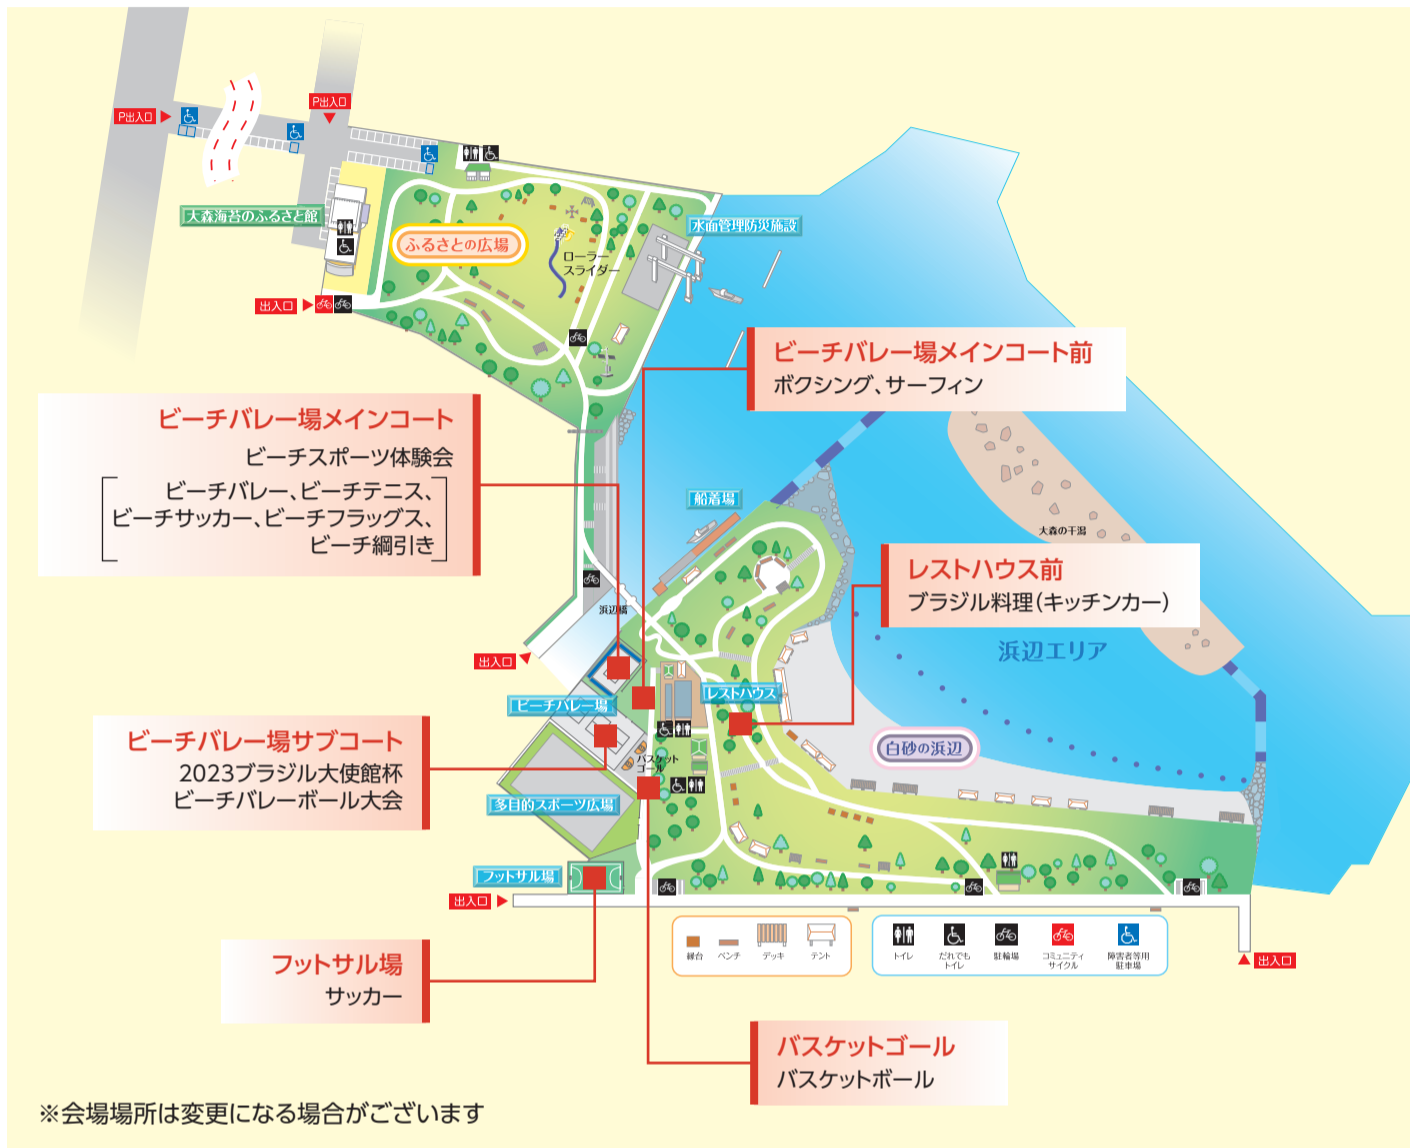 P出入口
P出入口
大森海苔のふるさと館
ふるさとの広場
ローラー
スライダー
水面管理防災施設
出入口
ビーチバレー場メインコート前
ボクシング、サーフィン
ビーチバレー場メインコート
ビーチスポーツ体験会
ビーチバレー、ビーチテニス、
ビーチサッカー、ビーチフラッグス、
ビーチ綱引き
船着場
大森の干潟
レストハウス前
ブラジル料理(キッチンカー)
浜辺橋
浜辺エリア
出入口
ビーチバレー場
レストハウス
白砂の浜辺
ビーチバレー場サブコート
2023ブラジル大使館杯
ビーチバレーボール大会
バスケット
ゴール
多目的スポーツ広場
フットサル場
出入口
縁台
ベンチ
デッキ
テント
トイレ
だれでも
トイレ
駐輪場
コミュニティ
サイクル
障害者等用
駐車場
出入口
フットサル場
サッカー
バスケットゴール
バスケットボール
※会場場所は変更になる場合がございます